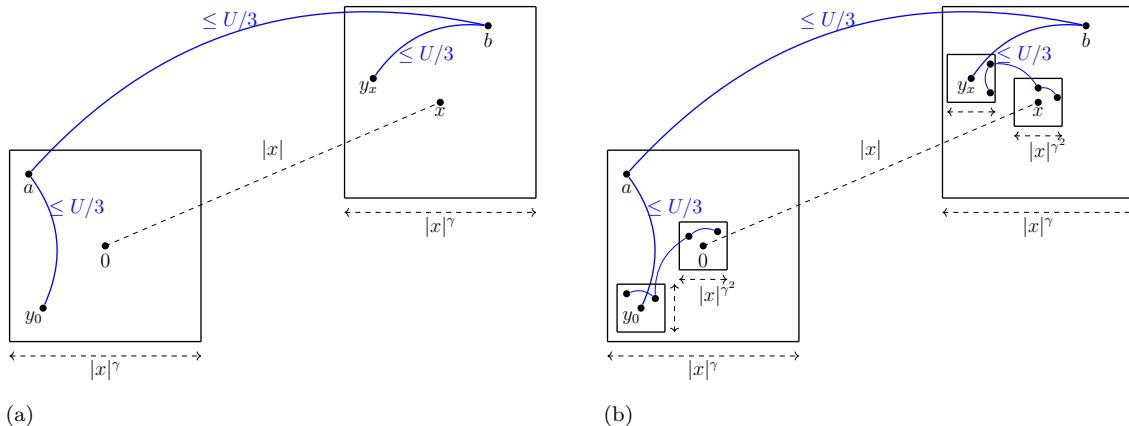 ≤ U/3
b
≤ U/3
y_x
x
|x|
a
≤ U/3
|x|^γ
0
y_0
|x|^γ
(a)
≤ U/3
b
≤ U/3
y_x
x
|x|
|x|^{γ^2}
a
≤ U/3
|x|^γ
0
|x|^{γ^2}
y_0
|x|^γ
(b)